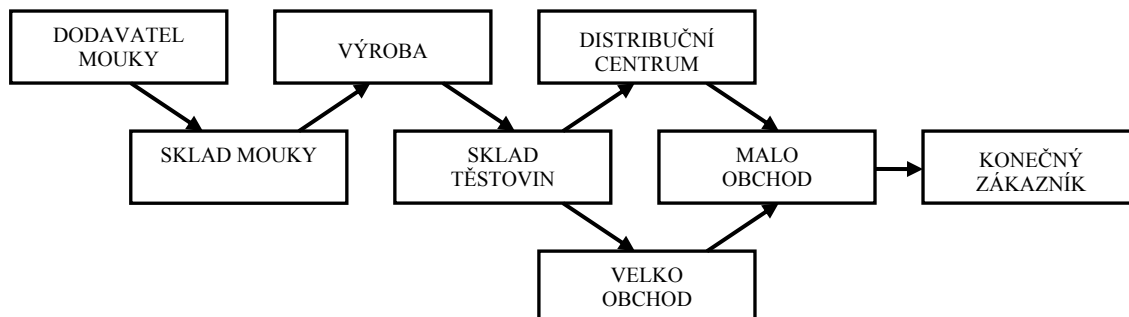 DODAVATEL
MOUKY
VÝROBA
DISTRIBUČNÍ
CENTRUM
SKLAD MOUKY
SKLAD
TĚSTOVIN
MALO
OBCHOD
KONEČNÝ
ZÁKAZNÍK
VELKO
OBCHOD